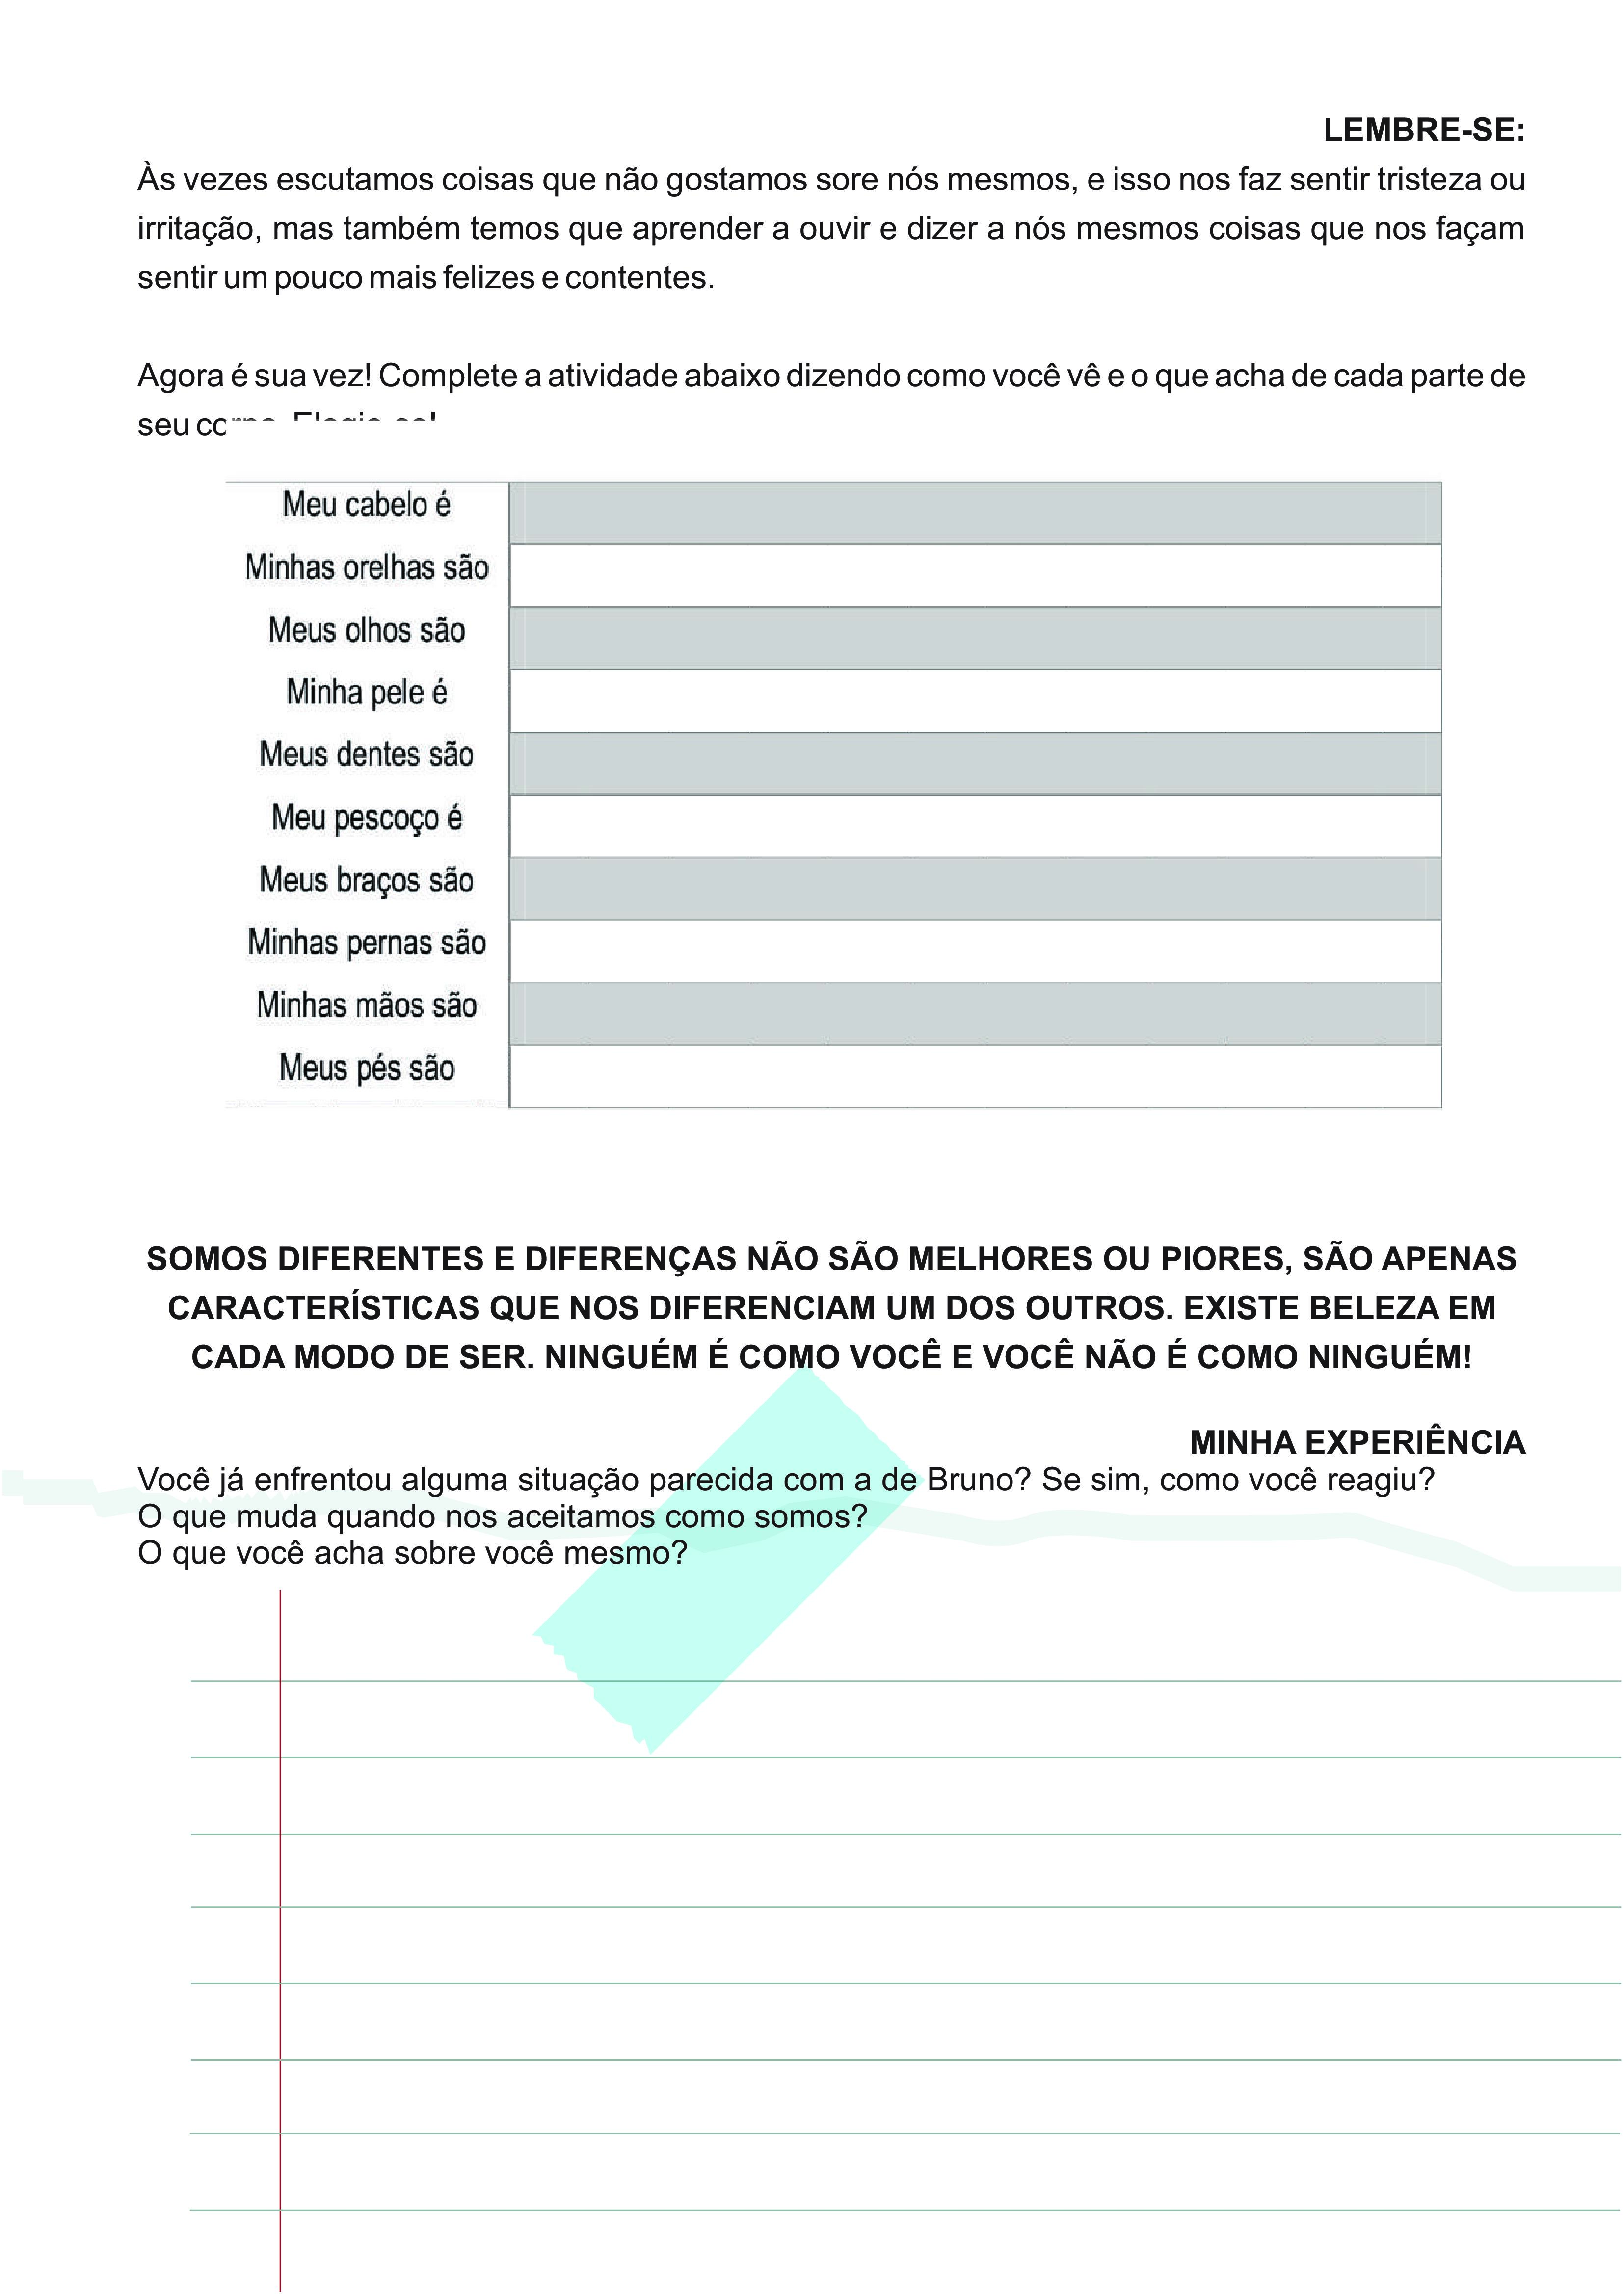 LEMBRE-SE:
Às vezes escutamos coisas que não gostamos sore nós mesmos, e isso nos faz sentir tristeza ou
irritação, mas também temos que aprender a ouvir e dizer a nós mesmos coisas que nos façam
sentir um pouco mais felizes e contentes.
Agora é sua vez! Complete a atividade abaixo dizendo como você vê e o que acha de cada parte de
seu
Meu cabelo é
Minhas orelhas são
Meus olhos são
Minha pele é
Meus dentes são
Meu pescoço é
Meus braços são
Minhas pernas são
Minhas mãos são
Meus pés são
SOMOS DIFERENTES E DIFERENÇAS NÃO SÃO MELHORES OU PIORES, SÃO APENAS
CARACTERÍSTICAS QUE NOS DIFERENCIAM UM DOS OUTROS. EXISTE BELEZA EM
CADA MODO DE SER. NINGUÉM É COMO VOCÊ E VOCÊ NÃO É COMO NINGUÉM!
MINHA EXPERIÊNCIA
Você já enfrentou alguma situação parecida com a de Bruno? Se sim, como você reagiu?
O que muda quando nos aceitamos como somos?
O que você acha sobre você mesmo?